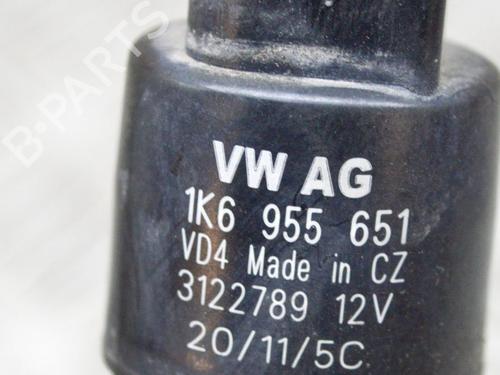 B-PARTS
VW AG
1K6 955 651
VD4 Made in CZ
3122789 12V
20/11/5C